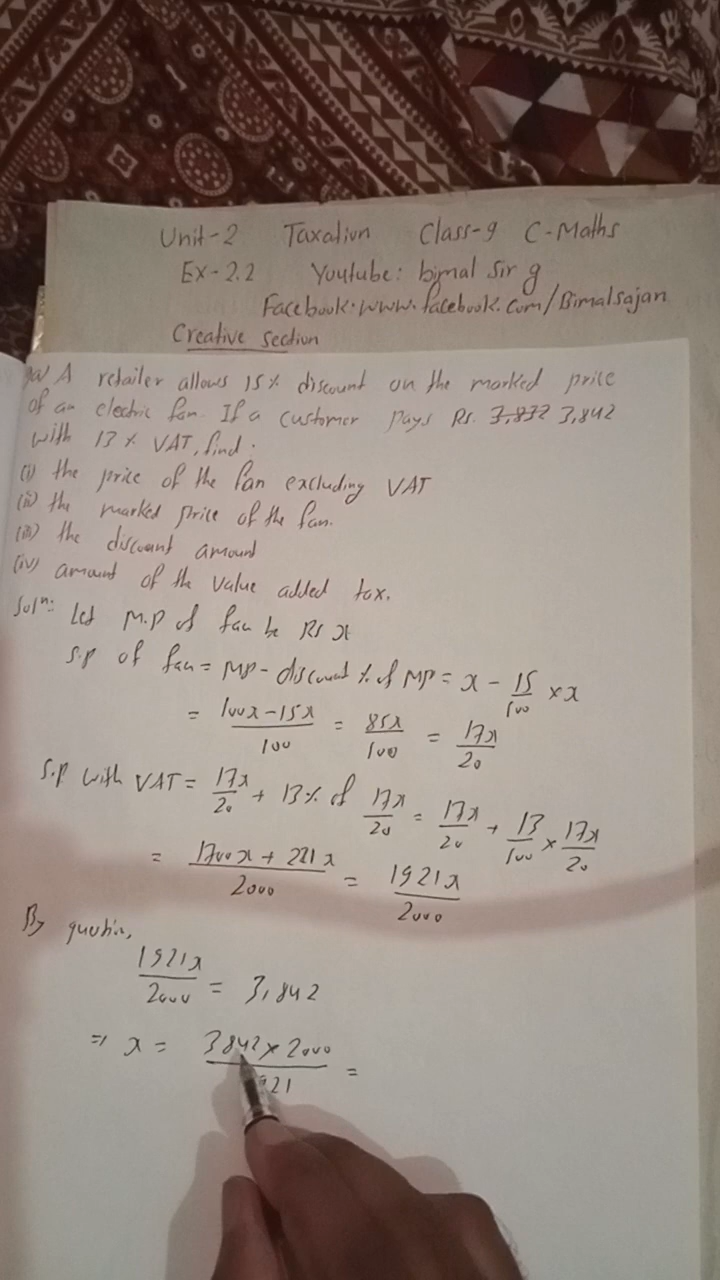 Unit-2 Taxation Class-9 C-Maths
Ex-2.2 Youtube: bimal sir g
Facebook:www.facebook.com/Bimalsajan
Creative section
A retailer allows 15% discount on the marked price
of an electric fan. If a customer pays Rs. 3,832 3,842
with 13% VAT, find:
(i) the price of the fan excluding VAT
(ii) the marked price of the fan.
(iii) the discount amount
(iv) amount of the value added tax.
Solⁿ: Let M.P of fan be Rs x
S.P of fan = MP - discount % of MP = x - 15/100 × x
= 100x-15x/100 = 85x/100 = 17x/20
S.P with VAT = 17x/20 + 13% of 17x/20 = 17x/20 + 13/100 × 17x/20
= 1700x + 221x/2000 = 1921x/2000
By question,
1921x/2000 = 3,842
⇒ x = 3842 × 2000/921 =